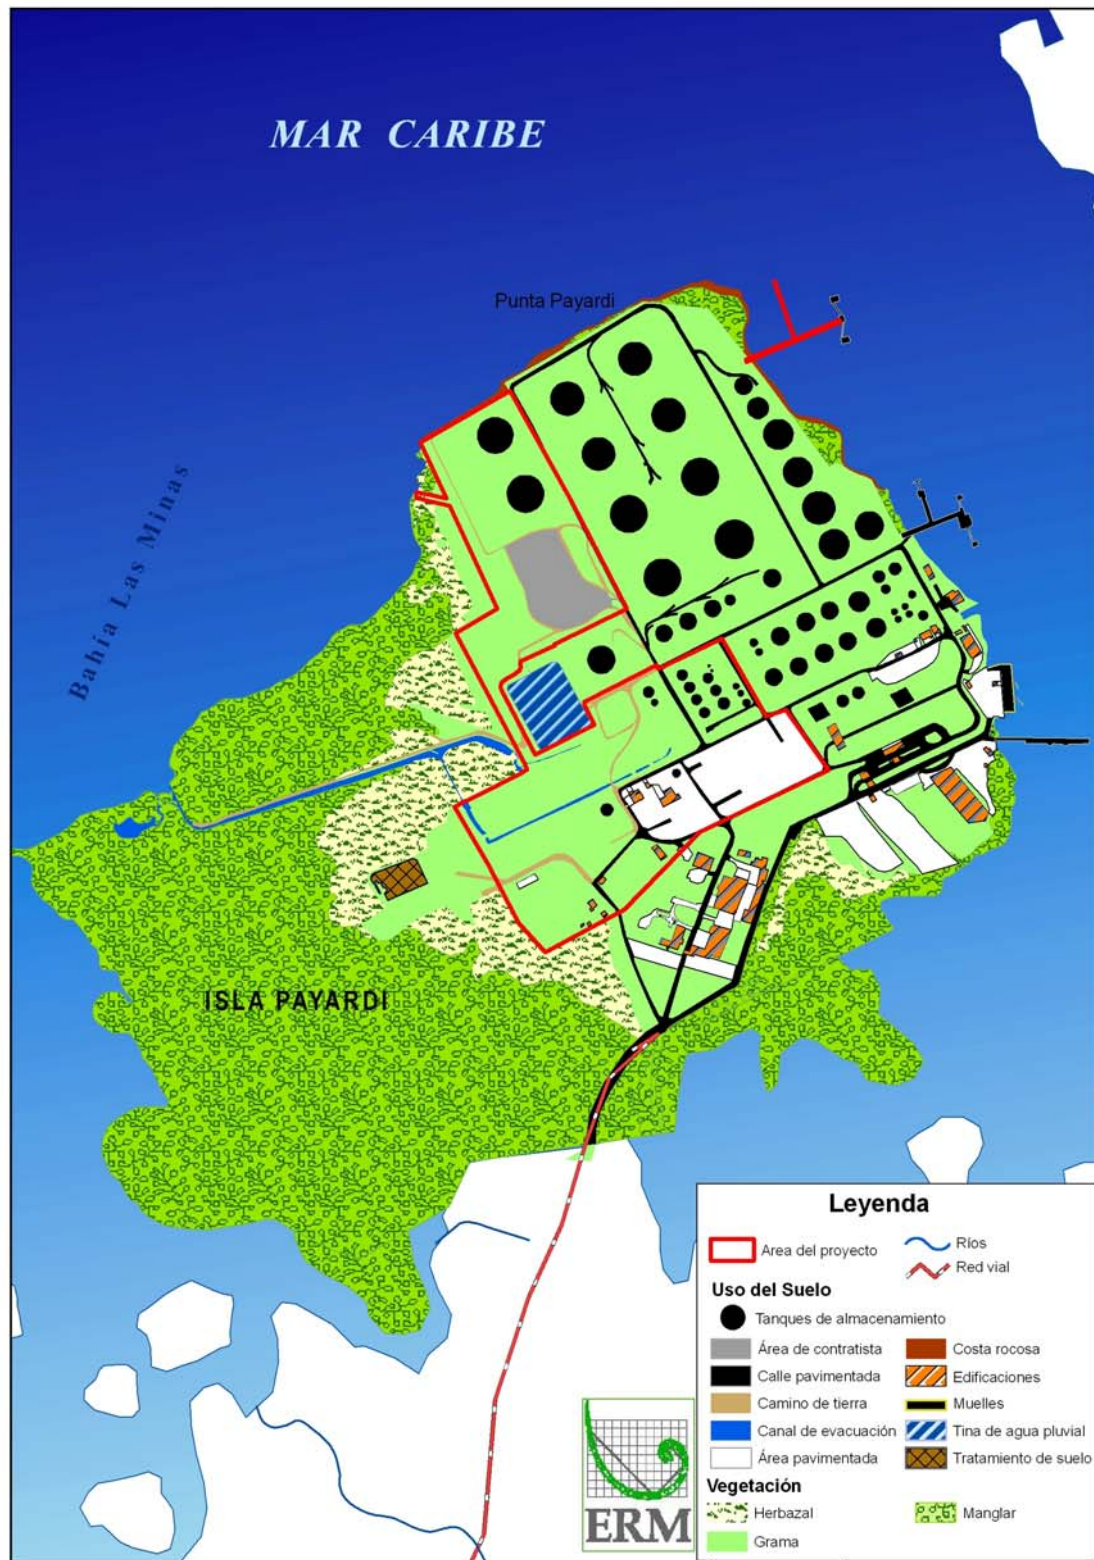 MAR CARIBE
Punta Payardi
Bahía Las Minas
ISLA PAYARDI
Leyenda
Area del proyecto
Ríos
Red vial
Uso del Suelo
Tanques de almacenamiento
Área de contratista
Costa rocosa
Calle pavimentada
Edificaciones
Camino de tierra
Muelles
Canal de evacuación
Tina de agua pluvial
Área pavimentada
Tratamiento de suelo
Vegetación
Herbazal
Manglar
Grama
ERM